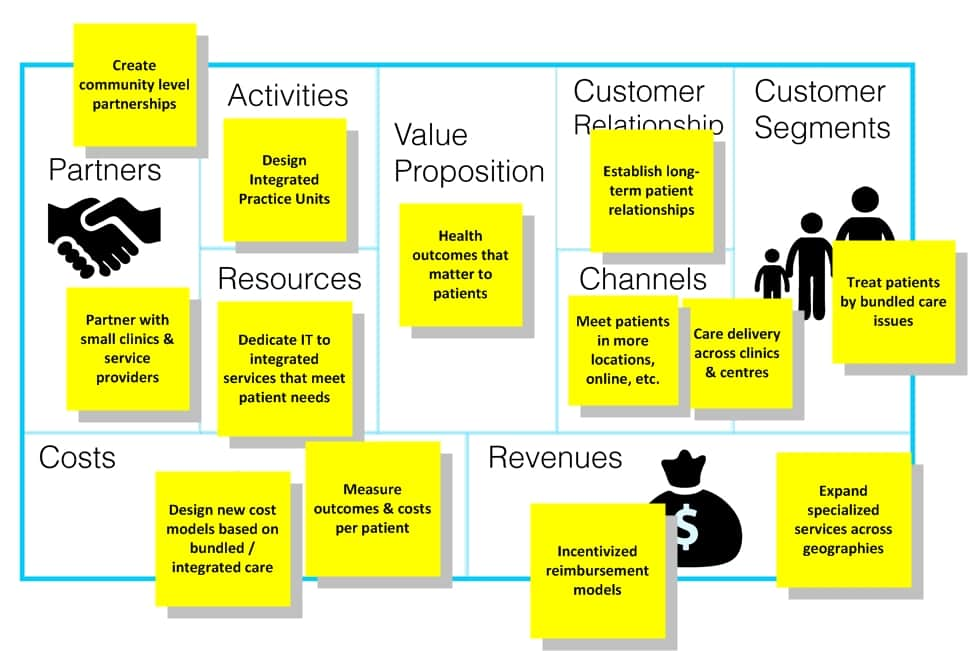 Create
community level
partnerships
Partners
Partner with
small clinics &
service
providers
Activities
Design
Integrated
Practice Units
Resources
Dedicate IT to
integrated
services that meet
patient needs
Value
Proposition
Health
outcomes that
matter to
patients
Customer
Relationship
Establish long-
term patient
relationships
Channels
Meet patients
in more
locations,
online, etc.
Care delivery
across clinics
& centres
Customer
Segments
Treat patients
by bundled care
issues
Costs
Design new cost
models based on
bundled /
integrated care
Measure
outcomes & costs
per patient
Revenues
$
Incentivized
reimbursement
models
Expand
specialized
services across
geographies